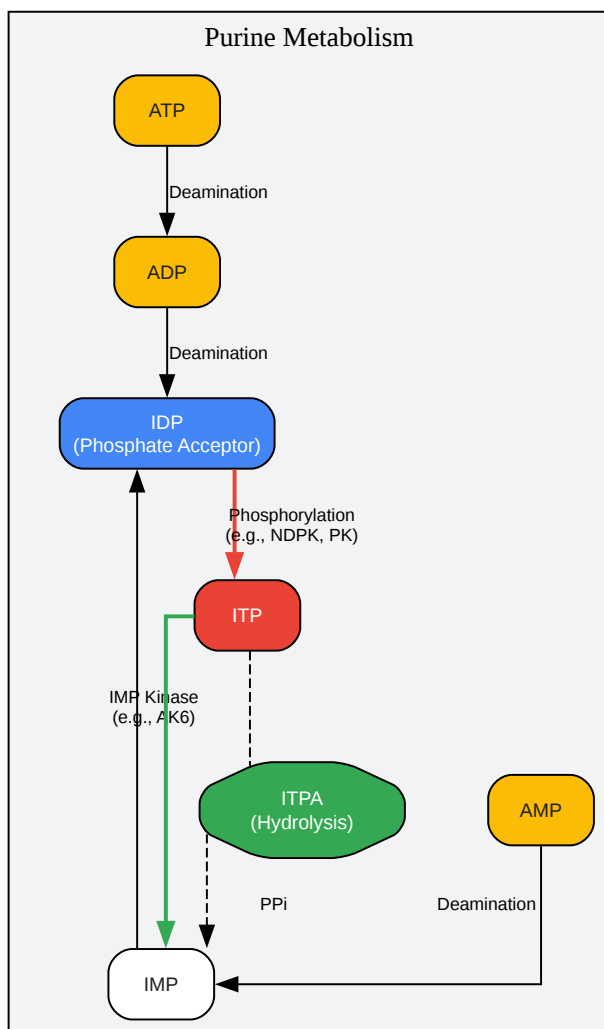 Purine Metabolism
ATP
Deamination
ADP
Deamination
IDP
(Phosphate Acceptor)
Phosphorylation
(e.g., NDPK, PK)
ITP
IMP Kinase
(e.g., AK6)
ITPA
(Hydrolysis)
AMP
PPi
Deamination
IMP